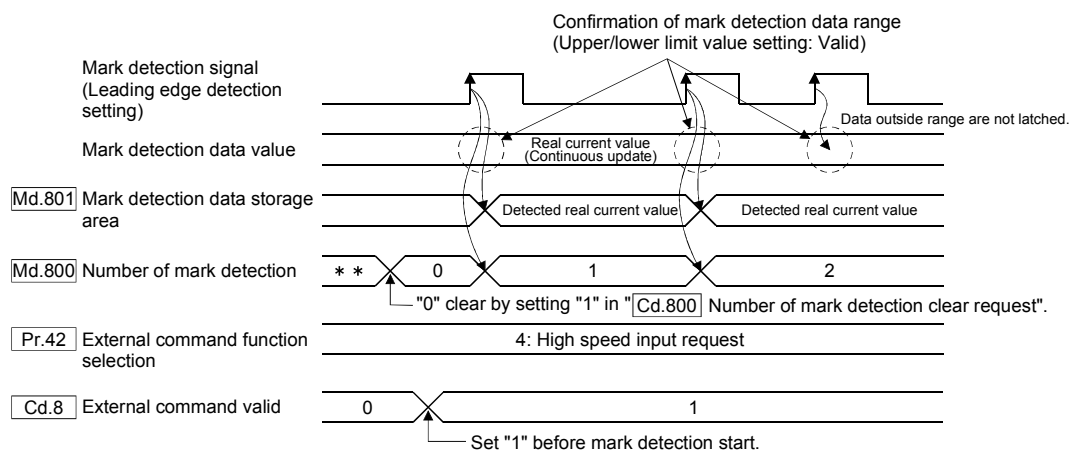 Confirmation of mark detection data range
(Upper/lower limit value setting: Valid)
Mark detection signal
(Leading edge detection
setting)
Data outside range are not latched.
Mark detection data value
Real current value
(Continuous update)
Md.801 Mark detection data storage
area
Detected real current value
Detected real current value
Md.800 Number of mark detection
* * 0 1 2
"0" clear by setting "1" in "Cd.800 Number of mark detection clear request".
Pr.42 External command function
selection
4: High speed input request
Cd.8 External command valid
0 1
Set "1" before mark detection start.